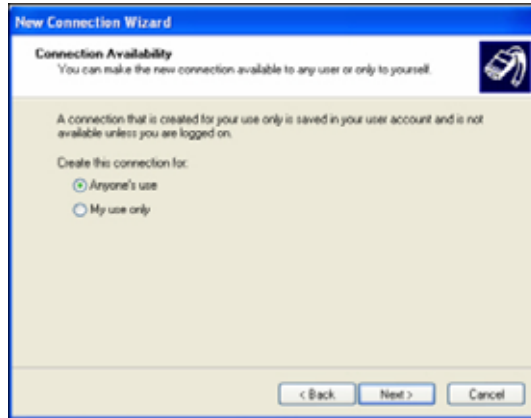 New Connection Wizard
Connection Availability
You can make the new connection available to any user or only to yourself.
A connection that is created for your use only is saved in your user account and is not
available unless you are logged on.
Create this connection for:
Anyone's use
My use only
< Back
Next >
Cancel